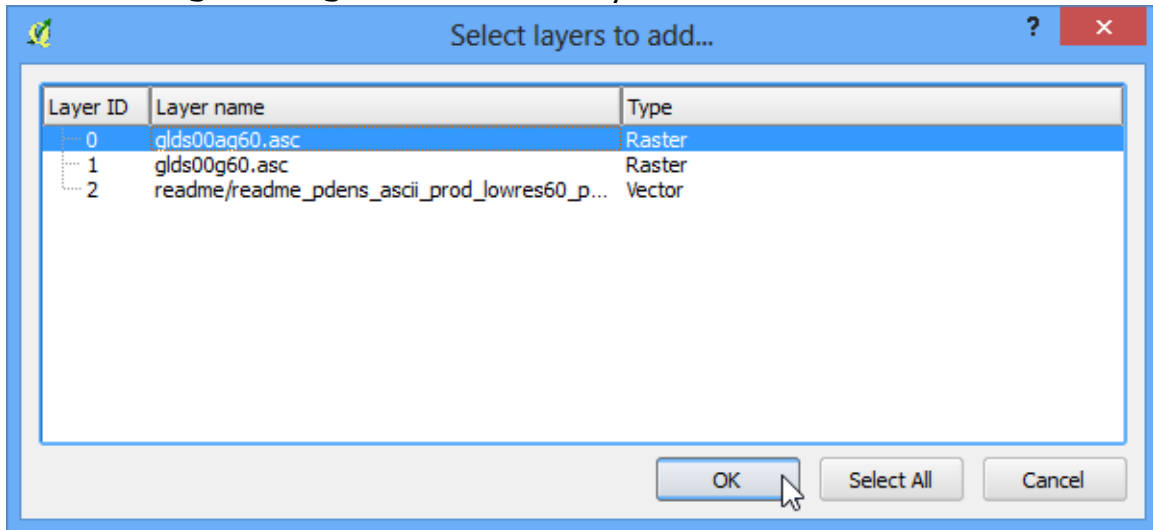 Select layers to add...
?
Layer ID Layer name Type
0 glds00ag60.asc Raster
1 glds00g60.asc Raster
2 readme/readme_pdens_ascii_prod_lowres60_p... Vector
OK Select All Cancel